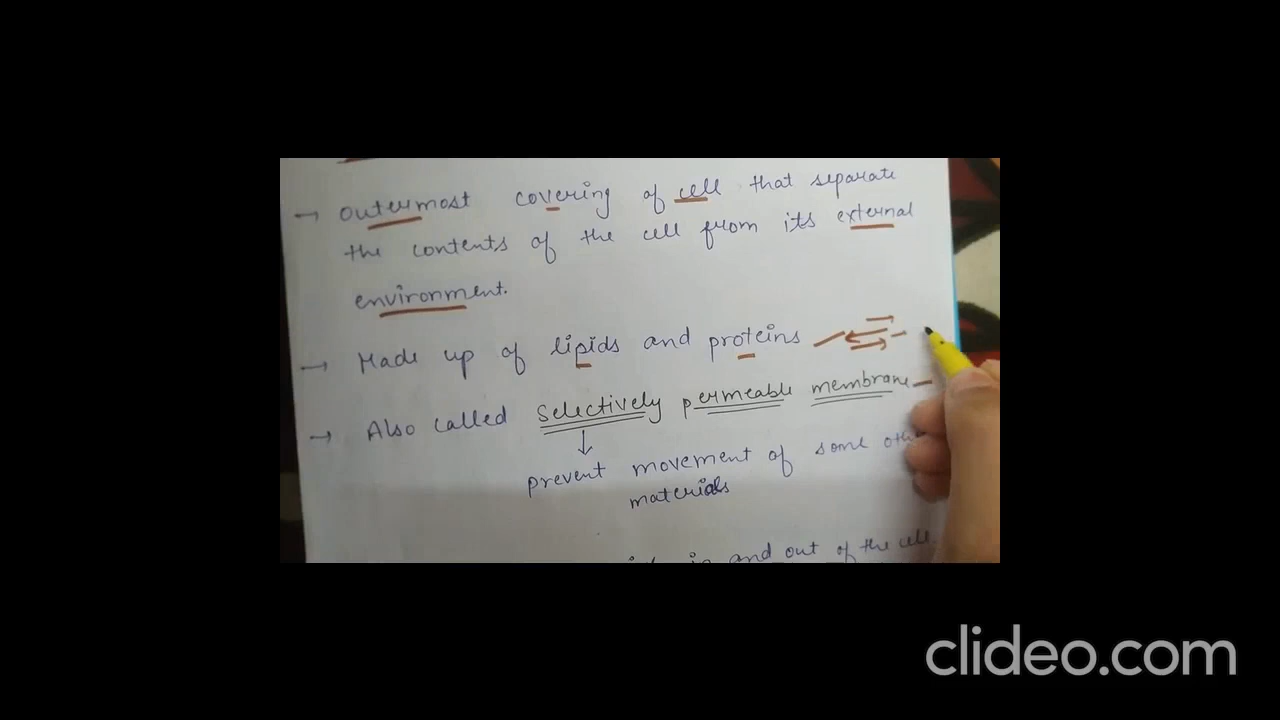 → Outermost covering of cell that separate
the contents of the cell from its external
environment.
→ Made up of lipids and proteins
→ Also called Selectively permeable membrane
↓
prevent movement of some
materials
in and out of the cell.
clideo.com